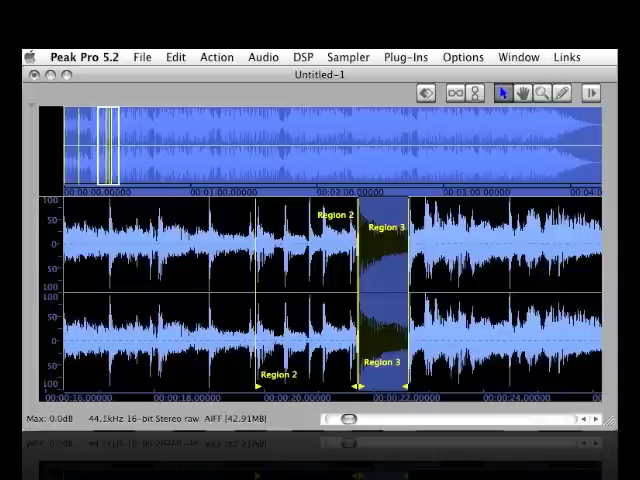 Peak Pro 5.2 File Edit Action Audio DSP Sampler Plug-Ins Options Window Links
Untitled-1
00:00:00.00000 00:01:00.00000 00:02:00.00000 00:03:00.00000 00:04:0
100
50
0
50
100
Region 2
Region 3
100
50
0
50
100
Region 2
Region 3
00:00:16.00000 00:00:18.00000 00:00:20.00000 00:00:22.00000 00:00:24.00000 00
Max: 0.0dB 44.1kHz 16-bit Stereo raw AIFF [42.91MB]